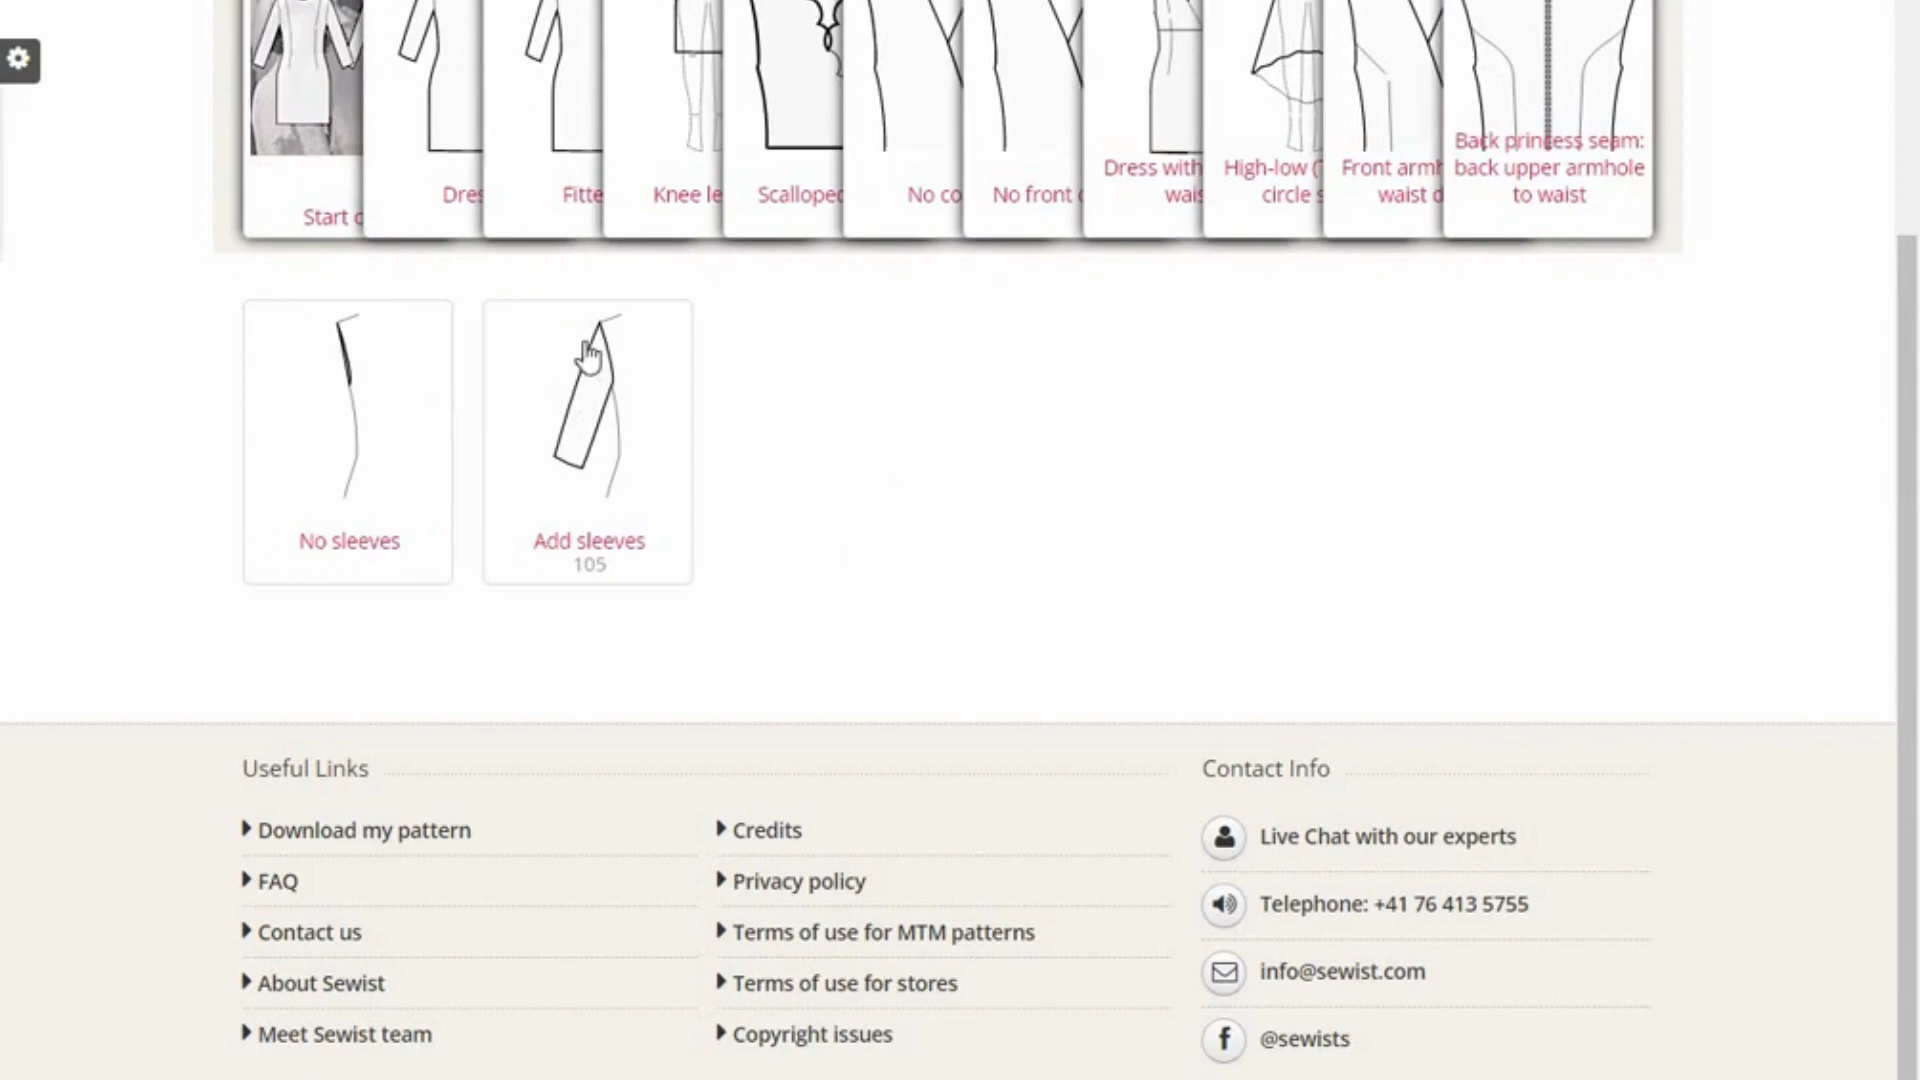 Start
Dres
Fitte
Knee le
Scalloped
No co
No front
Dress with
wais
High-low (
circle s
Front armh
waist d
Back princess seam:
back upper armhole
to waist
No sleeves
Add sleeves
105
Useful Links
Download my pattern
FAQ
Contact us
About Sewist
Meet Sewist team
Credits
Privacy policy
Terms of use for MTM patterns
Terms of use for stores
Copyright issues
Contact Info
Live Chat with our experts
Telephone: +41 76 413 5755
info@sewist.com
@sewists